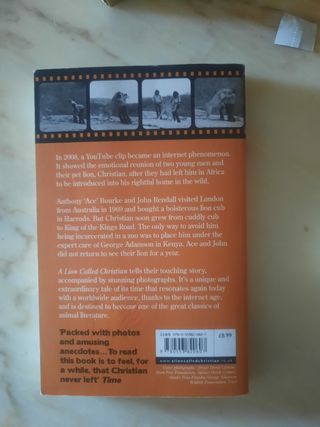 In 2008, a YouTube clip became an internet phenomenon.
It showed the emotional reunion of two young men and
their pet lion, Christian, after they had left him in Africa
to be introduced into his rightful home in the wild.
Anthony 'Ace' Bourke and John Rendall visited London
from Australia in 1969 and bought a boisterous lion cub
in Harrods. But Christian soon grew from cuddly cub
to King of the Kings Road. The only way to avoid him
being incarcerated in a zoo was to place him under the
expert care of George Adamson in Kenya. Ace and John
did not return to see their lion for a year.
A Lion Called Christian tells their touching story,
accompanied by stunning photographs. It's a unique and
extraordinary tale of its time that resonates again today
with a worldwide audience, thanks to the internet age,
and is destined to become one of the great classics of
animal literature.
'Packed with photos
and amusing
anecdotes...To read
this book is to feel, for
a while, that Christian
never left' Time
£8.99
www.alioncalledchristian.co.uk